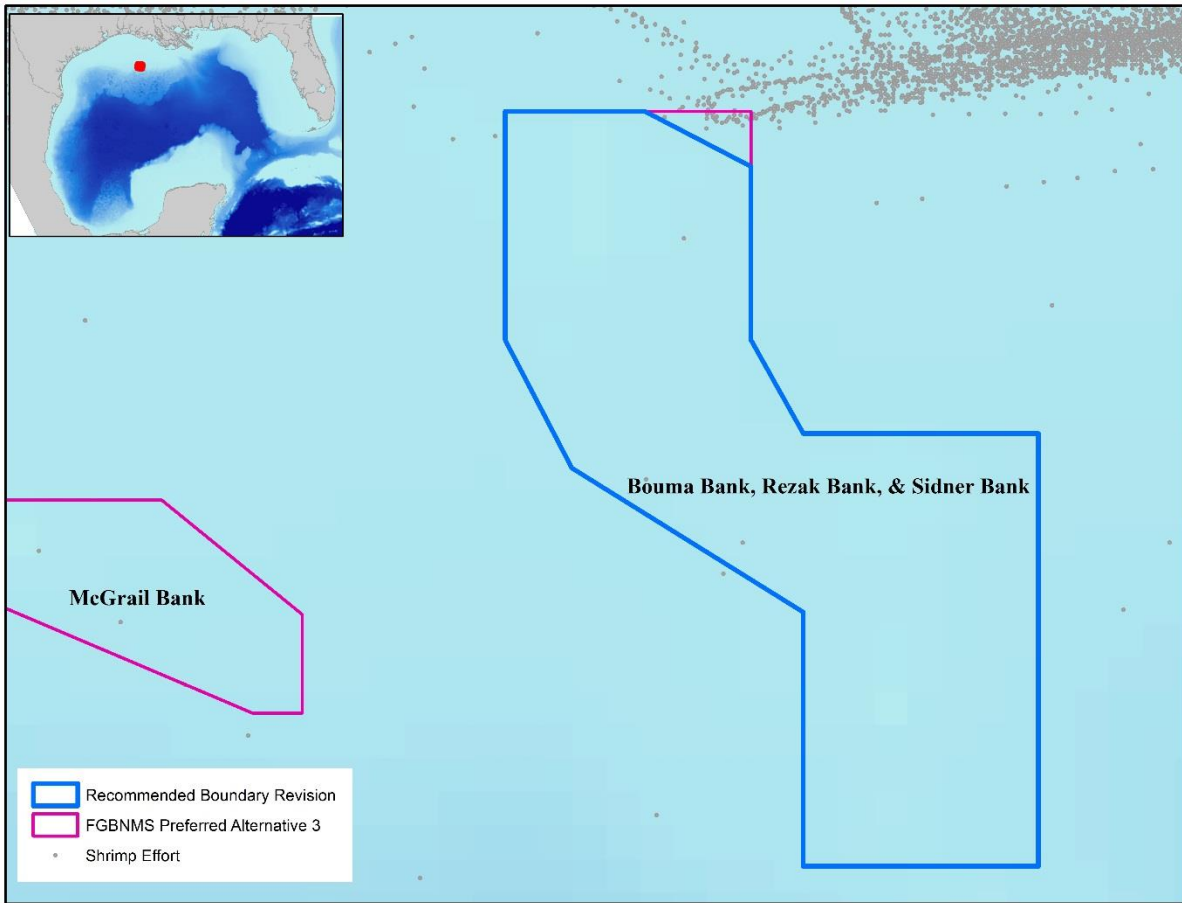 Bouma Bank, Rezak Bank, & Sidner Bank
McGrail Bank
Recommended Boundary Revision
FGBNMS Preferred Alternative 3
Shrimp Effort